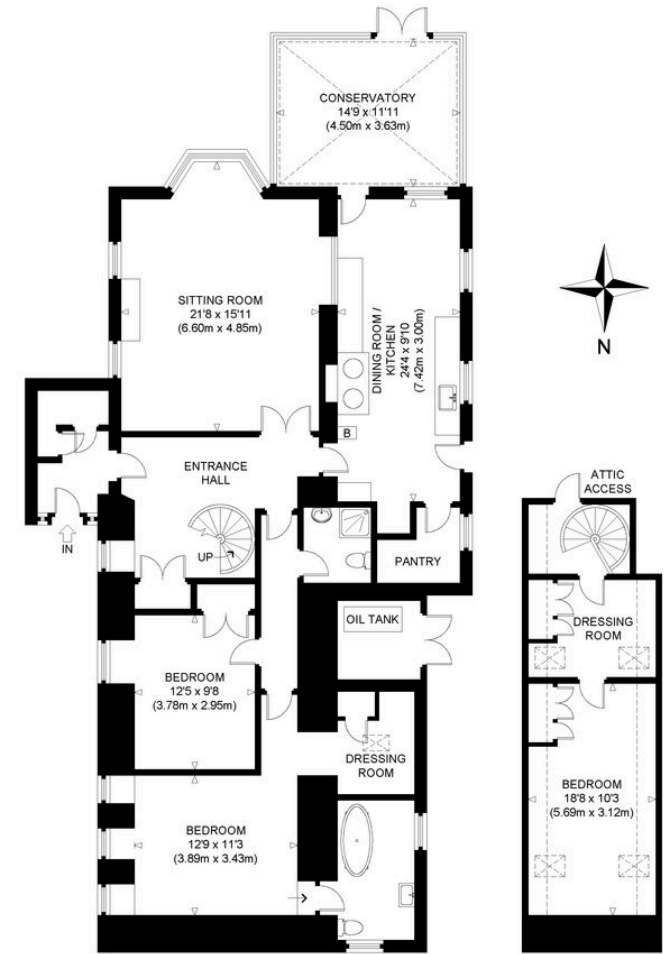 CONSERVATORY
14'9 x 11'11
(4.50m x 3.63m)
SITTING ROOM
21'8 x 15'11
(6.60m x 4.85m)
DINING ROOM /
KITCHEN
24'4 x 9'10
(7.42m x 3.00m)
N
B
ENTRANCE
HALL
ATTIC
ACCESS
IN
UP
PANTRY
OIL TANK
DRESSING
ROOM
BEDROOM
12'5 x 9'8
(3.78m x 2.95m)
DRESSING
ROOM
BEDROOM
18'8 x 10'3
(5.69m x 3.12m)
BEDROOM
12'9 x 11'3
(3.89m x 3.43m)